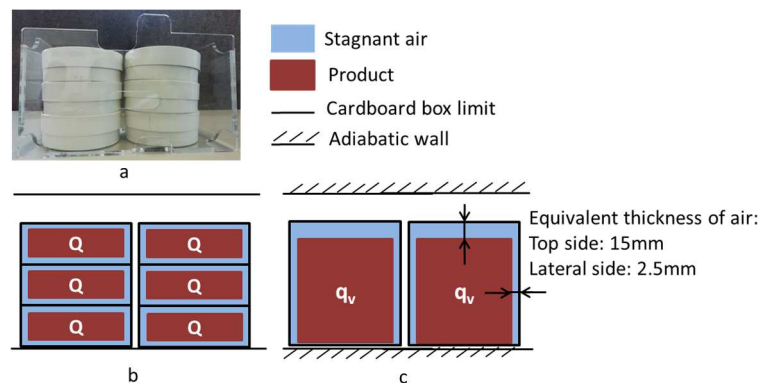 Stagnant air
Product
Cardboard box limit
Adiabatic wall
a
Q Q
Q Q
Q Q
b
qv qv
Equivalent thickness of air:
Top side: 15mm
Lateral side: 2.5mm
c